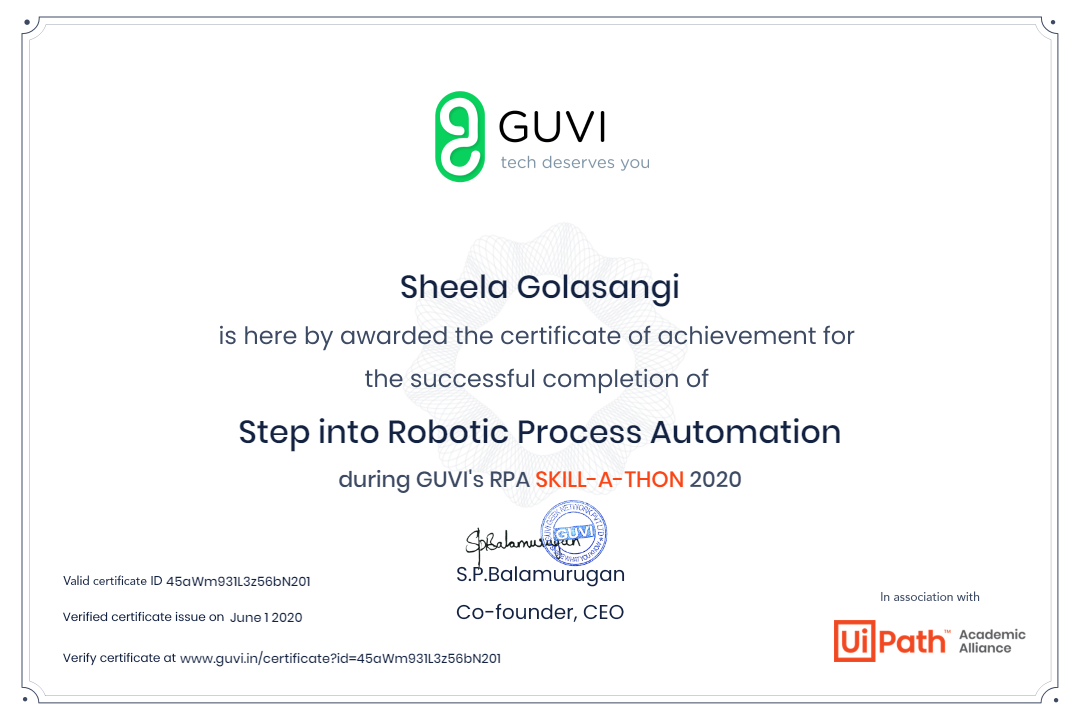 GUVI
tech deserves you
Sheela Golasangi
is here by awarded the certificate of achievement for
the successful completion of
Step into Robotic Process Automation
during GUVI's RPA SKILL-A-THON 2020
SPBalamurugan
GUVI
S.P.Balamurugan
Co-founder, CEO
Valid certificate ID 45aWm931L3z56bN201
Verified certificate issue on June 1 2020
Verify certificate at www.guvi.in/certificate?id=45aWm931L3z56bN201
In association with
UiPath™ Academic
Alliance